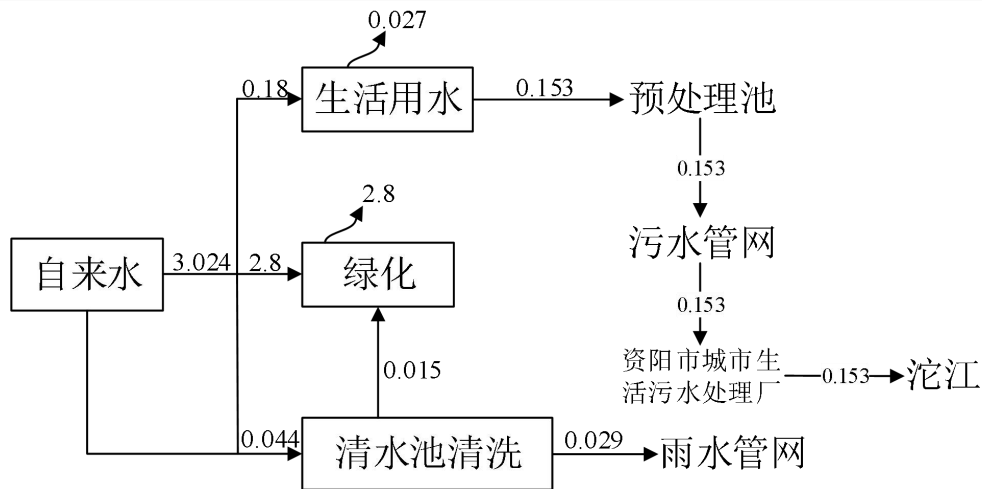 0.027
0.18
生活用水
0.153
预处理池
0.153
2.8
污水管网
自来水
3.024
2.8
绿化
0.153
0.015
资阳市城市生
活污水处理厂
0.153
沱江
0.044
清水池清洗
0.029
雨水管网